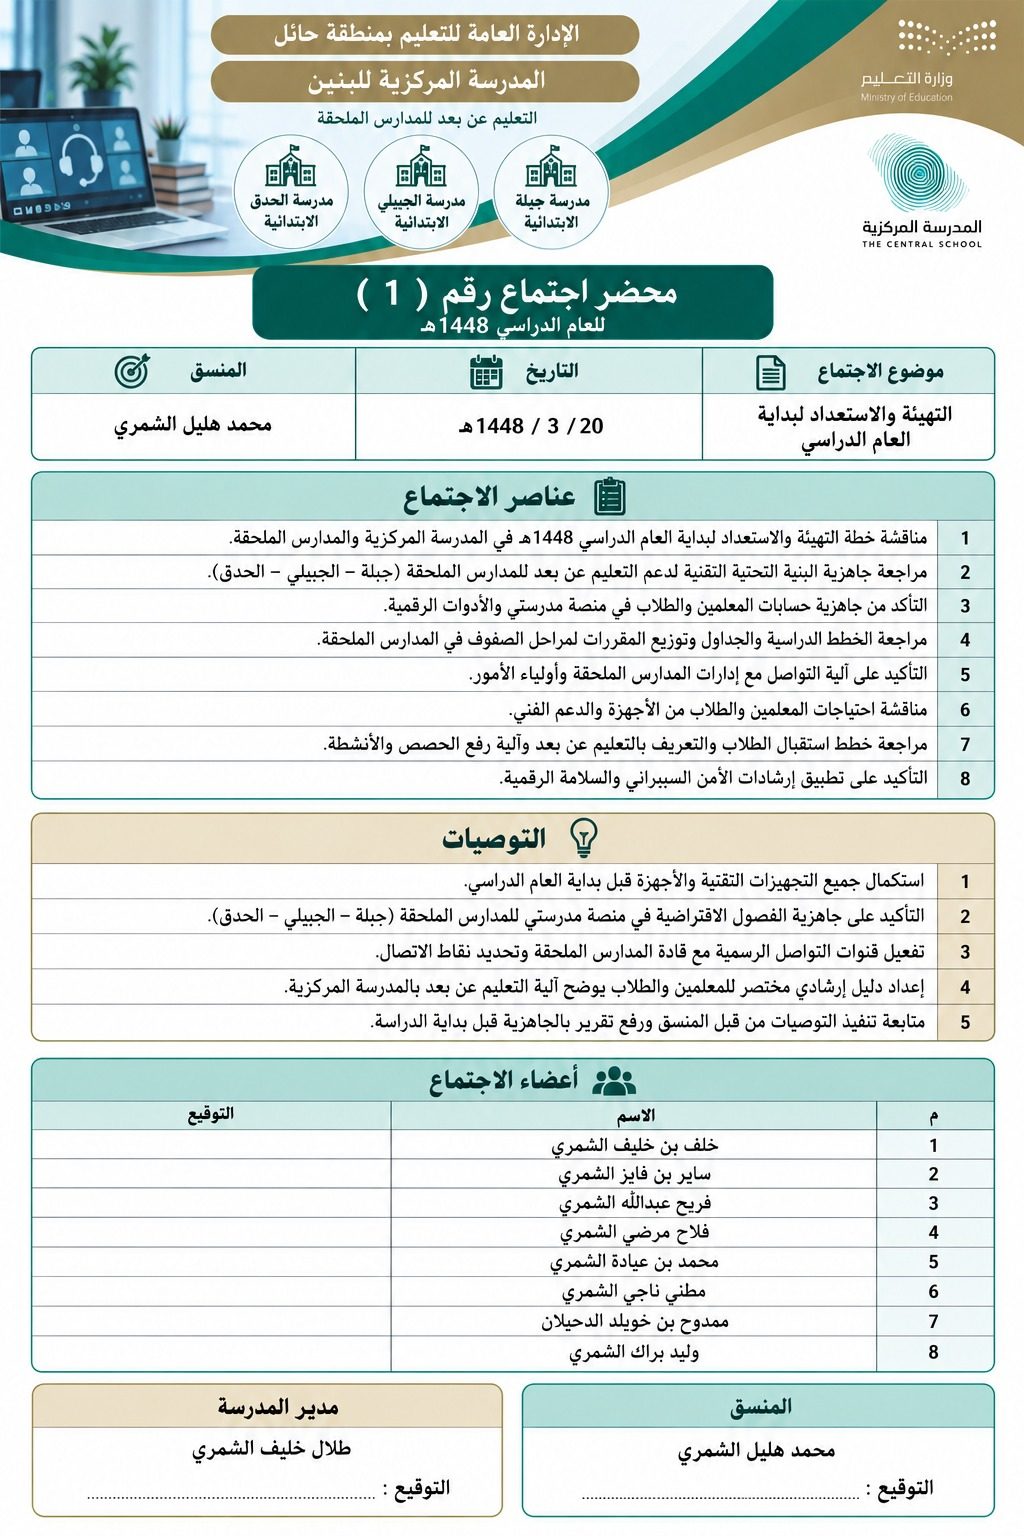 الإدارة العامة للتعليم بمنطقة حائل
المدرسة المركزية للبنين
التعليم عن بعد للمدارس الملحقة
مدرسة جبلة
الابتدائية
مدرسة الجبيلي
الابتدائية
مدرسة الحدق
الابتدائية
وزارة التعليم
Ministry of Education
المدرسة المركزية
THE CENTRAL SCHOOL
محضر اجتماع رقم ( 1 )
للعام الدراسي 1448هـ
موضوع الاجتماع
التاريخ
المنسق
التهيئة والاستعداد لبداية
العام الدراسي
20 / 3 / 1448هـ
محمد هليل الشمري
عناصر الاجتماع
1 مناقشة خطة التهيئة والاستعداد لبداية العام الدراسي 1448هـ في المدرسة المركزية والمدارس الملحقة.
2 مراجعة جاهزية البنية التحتية التقنية لدعم التعليم عن بعد للمدارس الملحقة (جبلة – الجبيلي – الحدق).
3 التأكد من جاهزية حسابات المعلمين والطلاب في منصة مدرستي والأدوات الرقمية.
4 مراجعة الخطط الدراسية والجداول وتوزيع المقررات لمراحل الصفوف في المدارس الملحقة.
5 التأكيد على آلية التواصل مع إدارات المدارس الملحقة وأولياء الأمور.
6 مناقشة احتياجات المعلمين والطلاب من الأجهزة والدعم الفني.
7 مراجعة خطط استقبال الطلاب والتعريف بالتعليم عن بعد وآلية رفع الحصص والأنشطة.
8 التأكيد على تطبيق إرشادات الأمن السيبراني والسلامة الرقمية.
التوصيات
1 استكمال جميع التجهيزات التقنية والأجهزة قبل بداية العام الدراسي.
2 التأكيد على جاهزية الفصول الافتراضية في منصة مدرستي للمدارس الملحقة (جبلة – الجبيلي – الحدق).
3 تفعيل قنوات التواصل الرسمية مع قادة المدارس الملحقة وتحديد نقاط الاتصال.
4 إعداد دليل إرشادي مختصر للمعلمين والطلاب يوضح آلية التعليم عن بعد بالمدرسة المركزية.
5 متابعة تنفيذ التوصيات من قبل المنسق ورفع تقرير بالجاهزية قبل بداية الدراسة.
أعضاء الاجتماع
م الاسم التوقيع
1 خلف بن خليف الشمري
2 ساير بن فايز الشمري
3 فريح عبدالله الشمري
4 فلاح مرضي الشمري
5 محمد بن عيادة الشمري
6 مطني ناجي الشمري
7 ممدوح بن خويلد الدحيلان
8 وليد براك الشمري
المنسق
محمد هليل الشمري
التوقيع :
مدير المدرسة
طلال خليف الشمري
التوقيع :